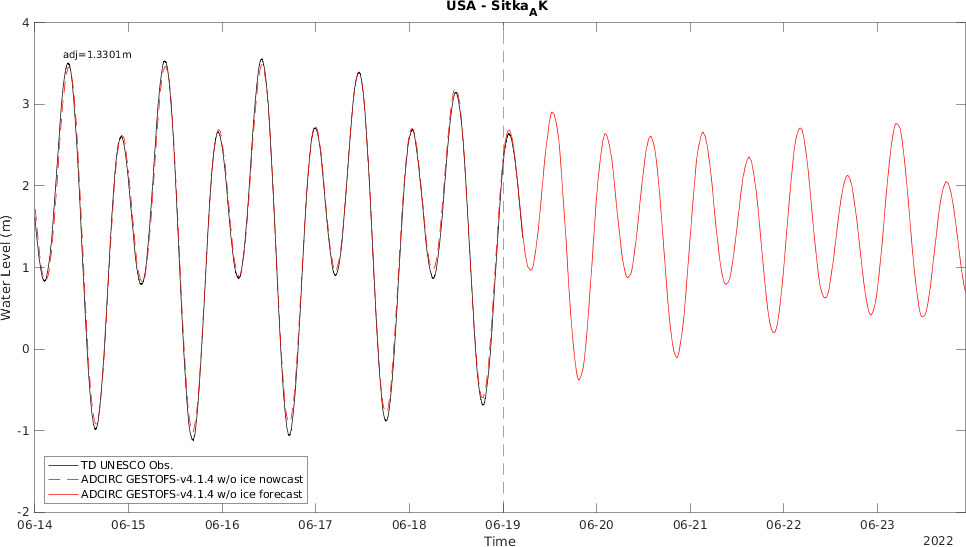 USA - Sitka_AK
adj=1.3301m
4
3
2
1
0
-1
-2
Water Level (m)
TD UNESCO Obs.
ADCIRC GESTOFS-v4.1.4 w/o ice nowcast
ADCIRC GESTOFS-v4.1.4 w/o ice forecast
06-14 06-15 06-16 06-17 06-18 06-19 06-20 06-21 06-22 06-23
Time
2022